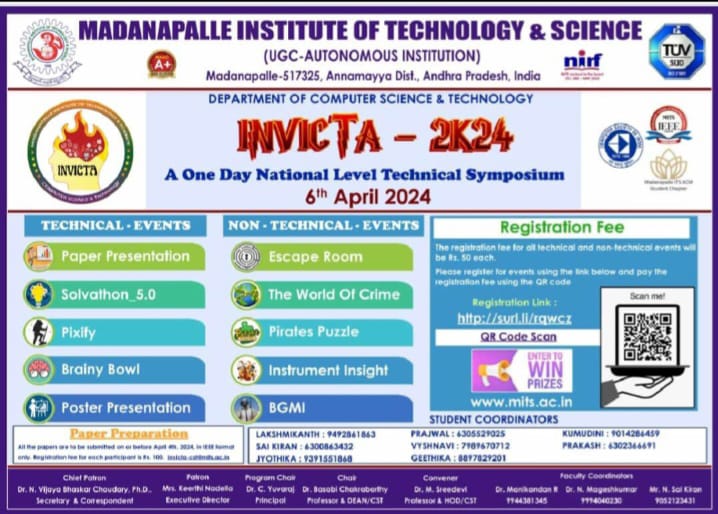 MADANAPALLE INSTITUTE OF TECHNOLOGY & SCIENCE
(UGC-AUTONOMOUS INSTITUTION)
Madanapalle-517325, Annamayya Dist., Andhra Pradesh, India
A+
nirf
TUV
SUD
DEPARTMENT OF COMPUTER SCIENCE & TECHNOLOGY
INVICTA - 2K24
A One Day National Level Technical Symposium
6th April 2024
INVICTA
MITS
IEEE
Madanapalle ITS ACM
Student Chapter
TECHNICAL - EVENTS
Paper Presentation
Solvathon_5.0
Pixify
Brainy Bowl
Poster Presentation
NON - TECHNICAL - EVENTS
Escape Room
The World Of Crime
Pirates Puzzle
Instrument Insight
BGMI
Registration Fee
The registration fee for all technical and non-technical events will
be Rs. 50 each.
Please register for events using the link below and pay the
registration fee using the QR code
Registration Link :
http://surl.li/rqwcz
QR Code Scan
ENTER TO
WIN
PRIZES
www.mits.ac.in
Scan me!
Paper Preparation
All the papers are to be submitted on or before April 4th, 2024, in IEEE format
only. Registration fee for each participant is Rs. 100. invicta-cst@mits.ac.in
STUDENT COORDINATORS
LAKSHMIKANTH : 9492861863
SAI KIRAN : 6300863432
JYOTHIKA : 9391551868
PRAJWAL : 6305529025
VYSHNAVI : 7989670712
GEETHIKA : 8897829201
KUMUDINI : 9014286459
PRAKASH : 6302366691
Chief Patron
Dr. N. Vijaya Bhaskar Choudary, Ph.D.,
Secretary & Correspondent
Patron
Mrs. Keerthi Nadella
Executive Director
Program Chair
Dr. C. Yuvaraj
Principal
Chair
Dr. Basabi Chakraborthy
Professor & DEAN/CST
Convener
Dr. M. Sreedevi
Professor & HOD/CST
Faculty Coordinators
Dr. Manikandan R
9944381345
Dr. N. Mageshkumar
9994040230
Mr. N. Sai Kiran
9052123431